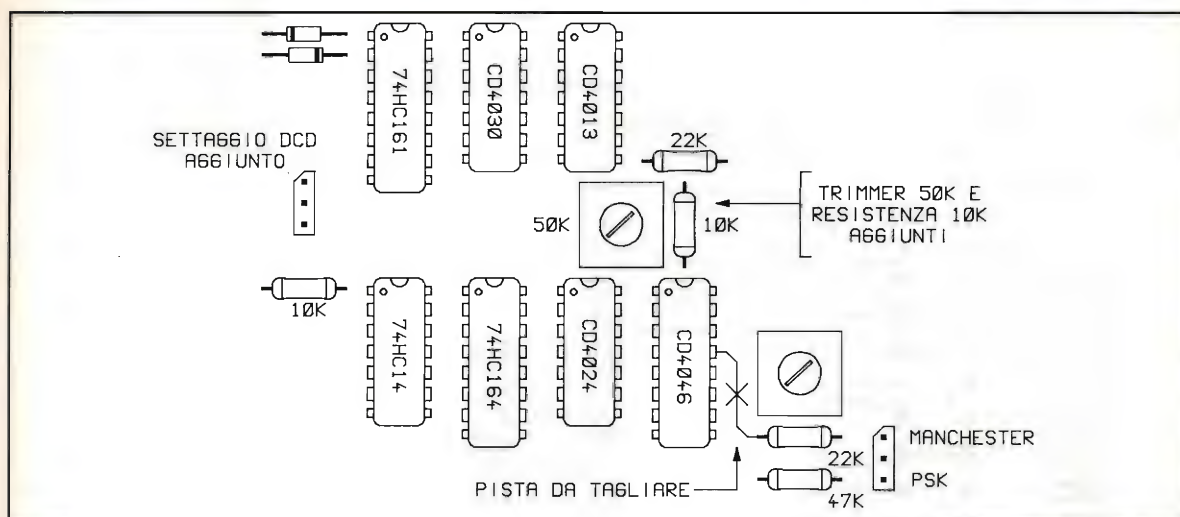 74HC161
CD4030
CD4013
SETTAGGIO DCD
AGGIUNTO
22K
50K
10K
TRIMMER 50K E
RESISTENZA 10K
AGGIUNTI
10K
74HC14
74HC164
CD4024
CD4046
MANCHESTER
22K
PSK
PISTA DA TAGLIARE
47K